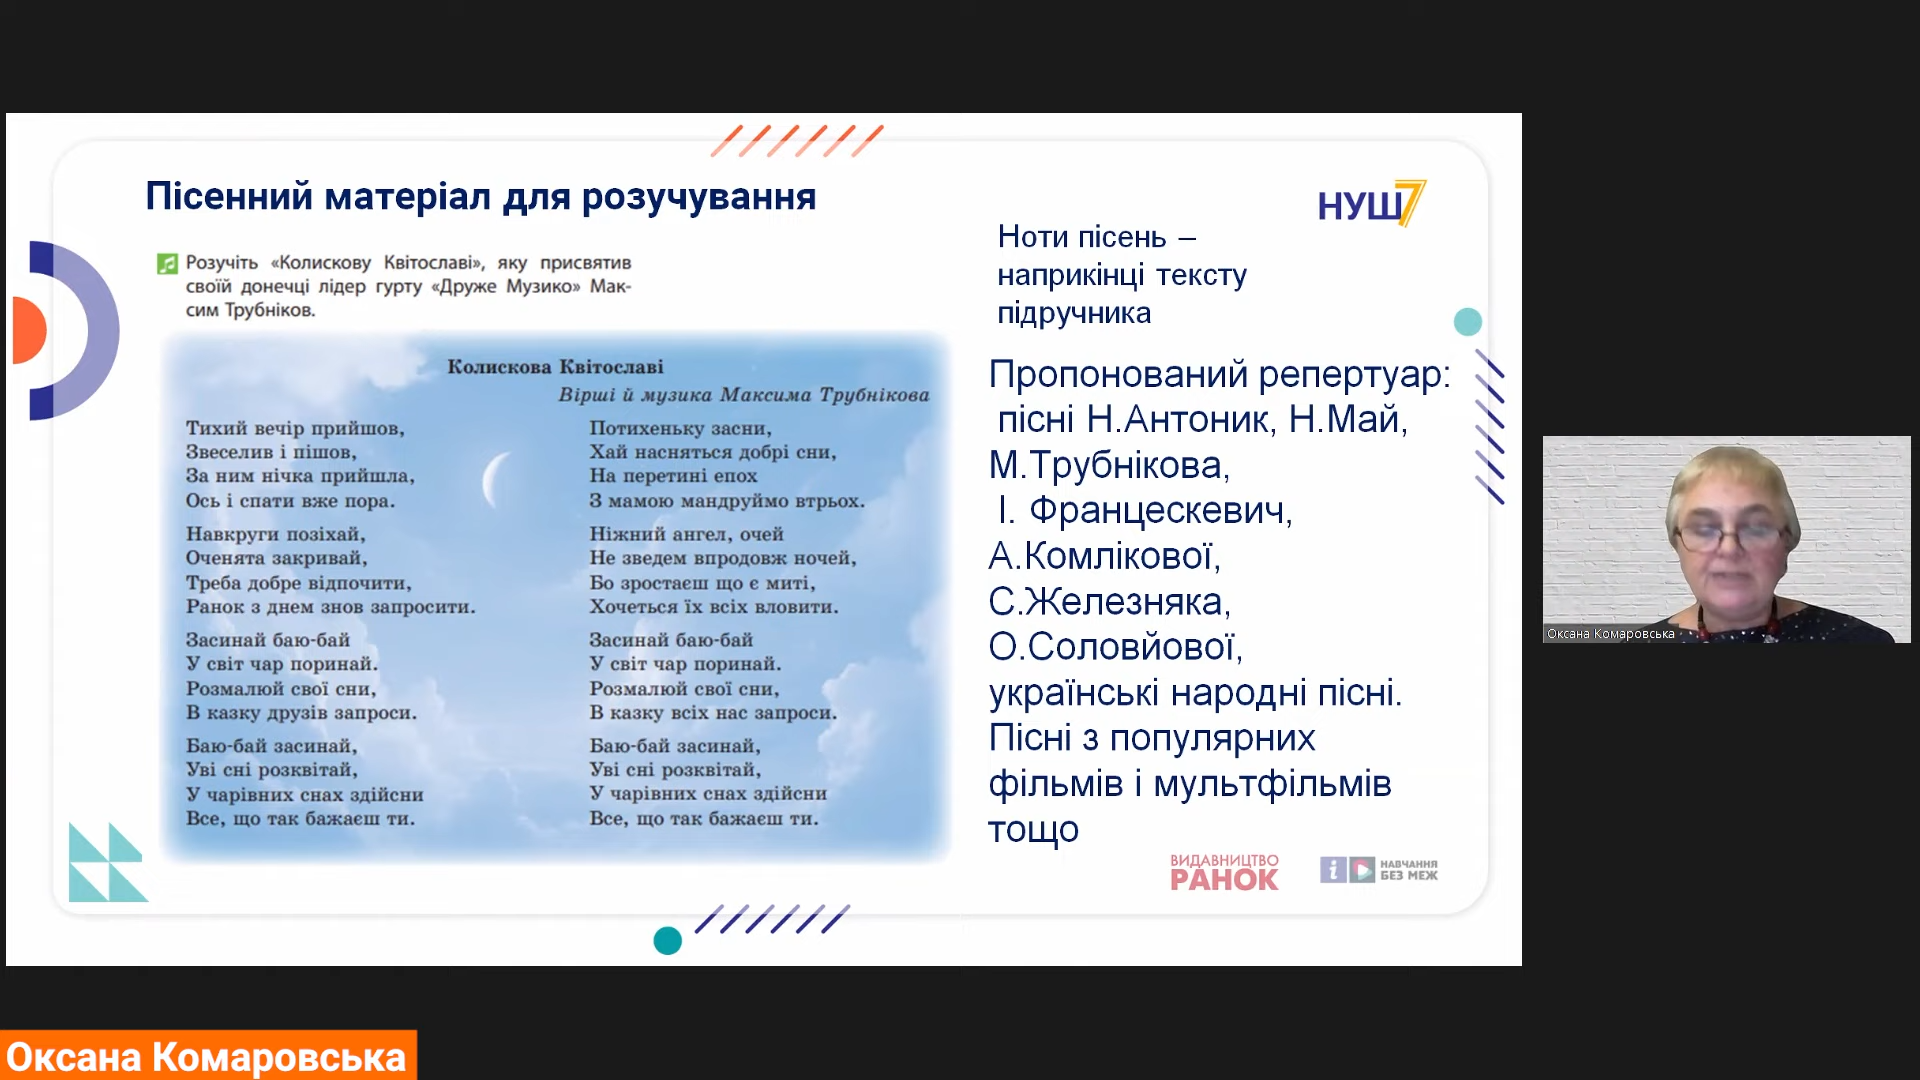 Пісенний матеріал для розучування
НУШ7
Розучіть «Колискову Квітославі», яку присвятив
своїй донечці лідер гурту «Друже Музико» Мак-
сим Трубніков.
Колискова Квітославі
Вірші й музика Максима Трубнікова
Тихий вечір прийшов,
Звеселив і пішов,
За ним нічка прийшла,
Ось і спати вже пора.
Навкруги позіхай,
Оченята закривай,
Треба добре відпочити,
Ранок з днем знов запросити.
Засинай баю-бай
У світ чар поринай.
Розмалюй свої сни,
В казку друзів запроси.
Баю-бай засинай,
Уві сні розквітай,
У чарівних снах здійсни
Все, що так бажаєш ти.
Потихеньку засни,
Хай насняться добрі сни,
На перетині епох
З мамою мандруймо втрьох.
Ніжний ангел, очей
Не зведем впродовж ночей,
Бо зростаєш що є миті,
Хочеться їх всіх вловити.
Засинай баю-бай
У світ чар поринай.
Розмалюй свої сни,
В казку всіх нас запроси.
Баю-бай засинай,
Уві сні розквітай,
У чарівних снах здійсни
Все, що так бажаєш ти.
Ноти пісень –
наприкінці тексту
підручника
Пропонований репертуар:
пісні Н.Антоник, Н.Май,
М.Трубнікова,
І. Францескевич,
А.Комлікової,
С.Железняка,
О.Соловйової,
українські народні пісні.
Пісні з популярних
фільмів і мультфільмів
тощо
ВИДАВНИЦТВО
РАНОК
НАВЧАННЯ
БЕЗ МЕЖ
Оксана Комаровська
Оксана Комаровська